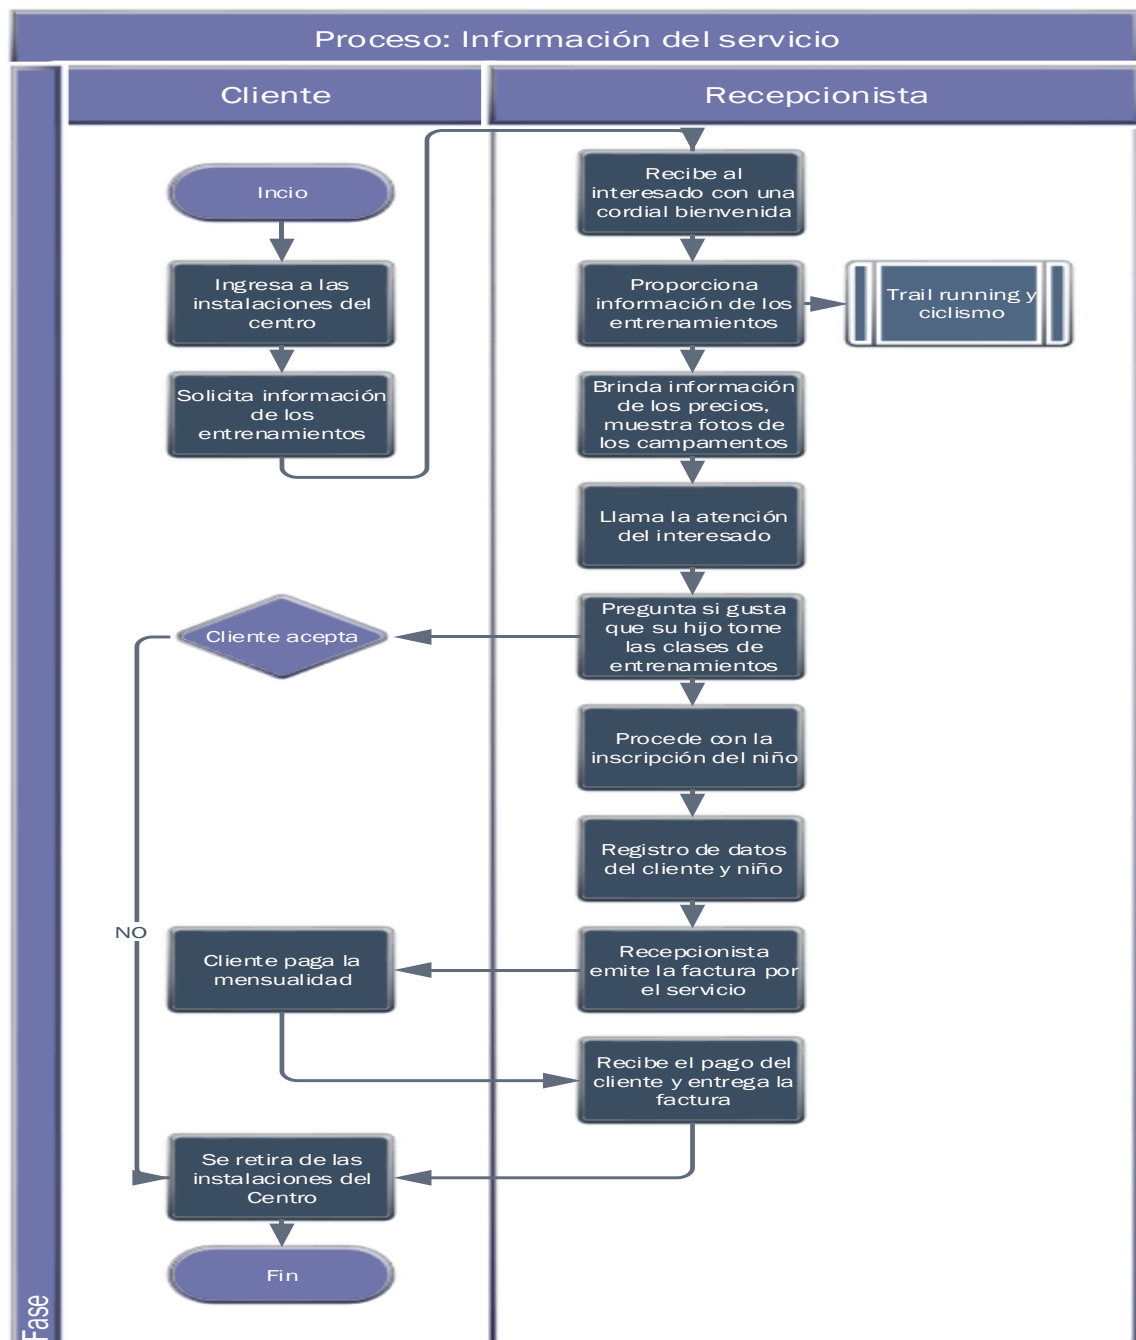 Proceso: Información del servicio
Cliente
Recepcionista
Incio
Ingresa a las
instalaciones del
centro
Solicita información
de los
entrenamientos
Recibe al
interesado con una
cordial bienvenida
Proporciona
información de los
entrenamientos
Trail running y
ciclismo
Brinda información
de los precios,
muestra fotos de
los campamentos
Llama la atención
del interesado
Pregunta si gusta
que su hijo tome
las clases de
entrenamientos
Cliente acepta
Procede con la
inscripción del niño
Registro de datos
del cliente y niño
NO
Recepcionista
emite la factura por
el servicio
Cliente paga la
mensualidad
Recibe el pago del
cliente y entrega la
factura
Se retira de las
instalaciones del
Centro
Fin
Fase